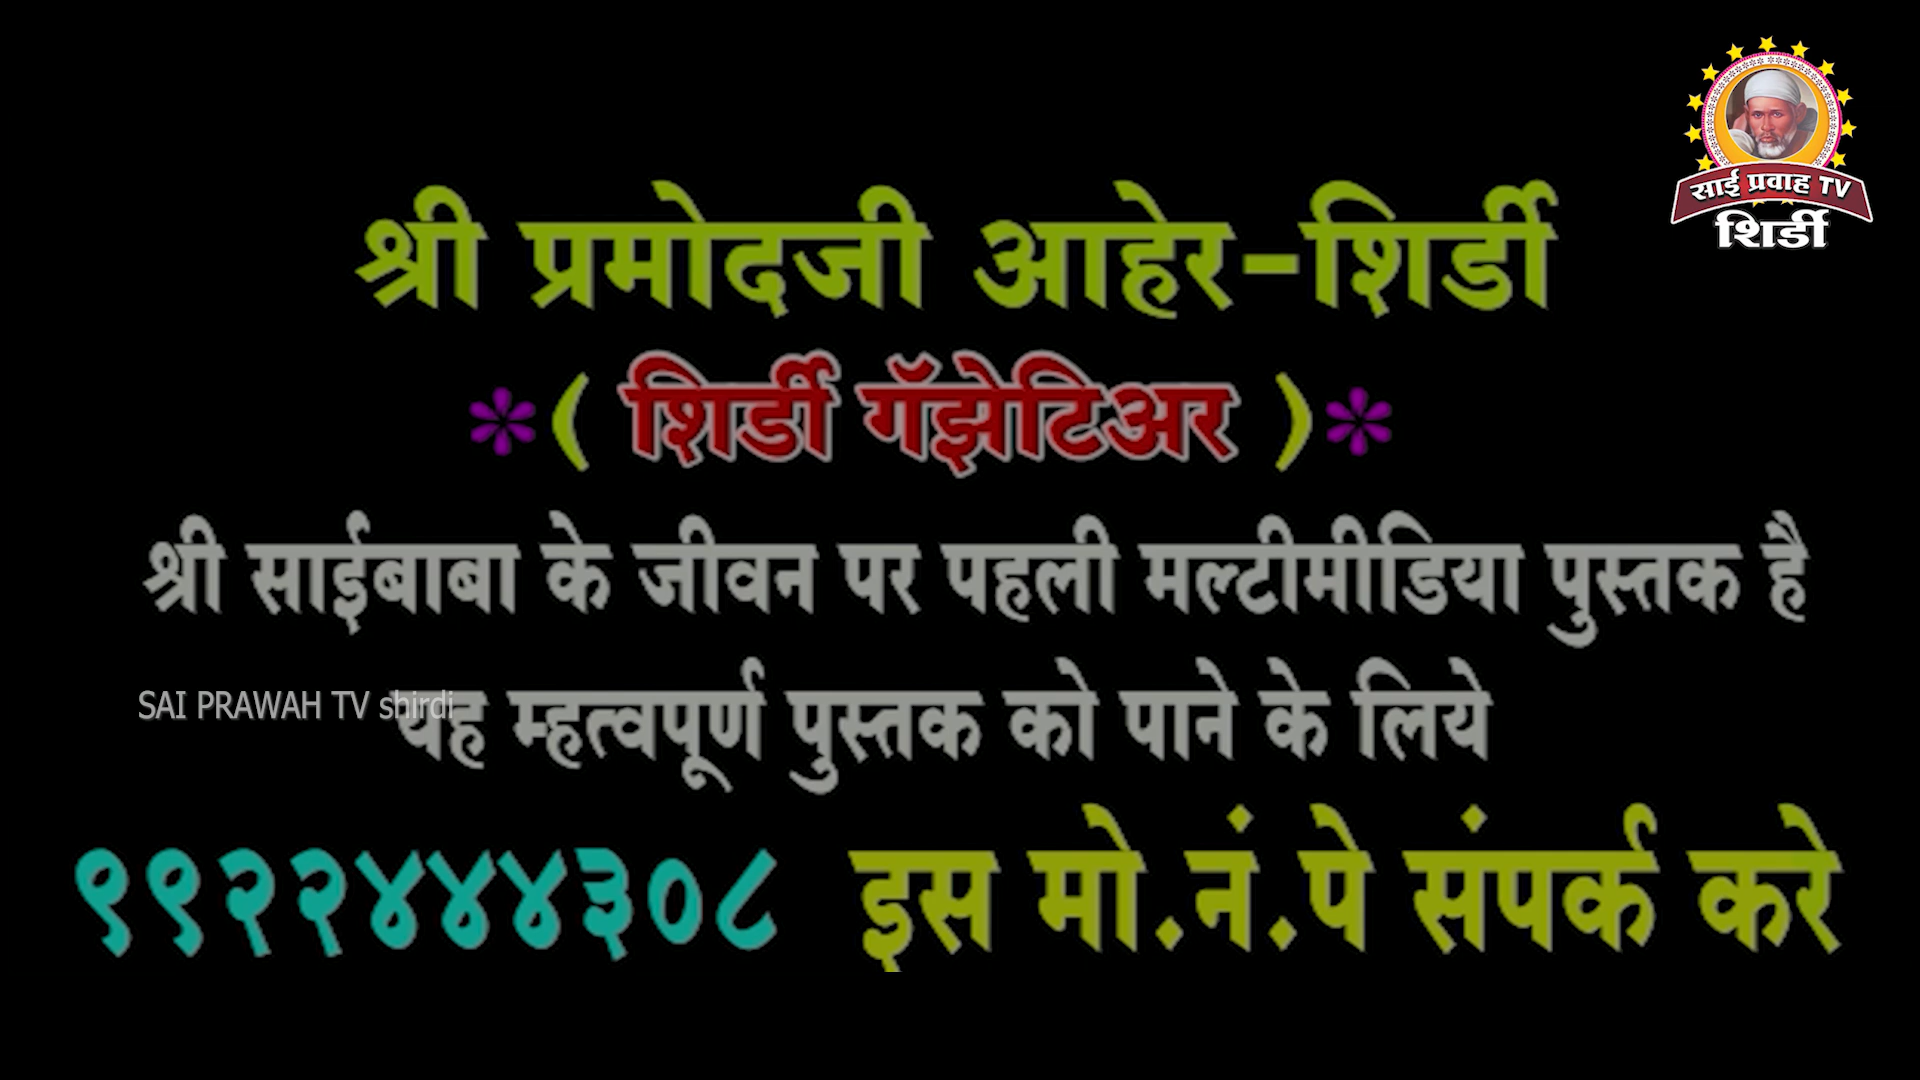 साई प्रवाह TV
शिर्डी
श्री प्रमोदजी आहेर-शिर्डी
*( शिर्डी गॅझेटिअर )*
श्री साईबाबा के जीवन पर पहली मल्टीमीडिया पुस्तक है
SAI PRAWAH TV shirdi
यह म्हत्वपूर्ण पुस्तक को पाने के लिये
९९२२४४४३०८ इस मो.नं.पे संपर्क करे